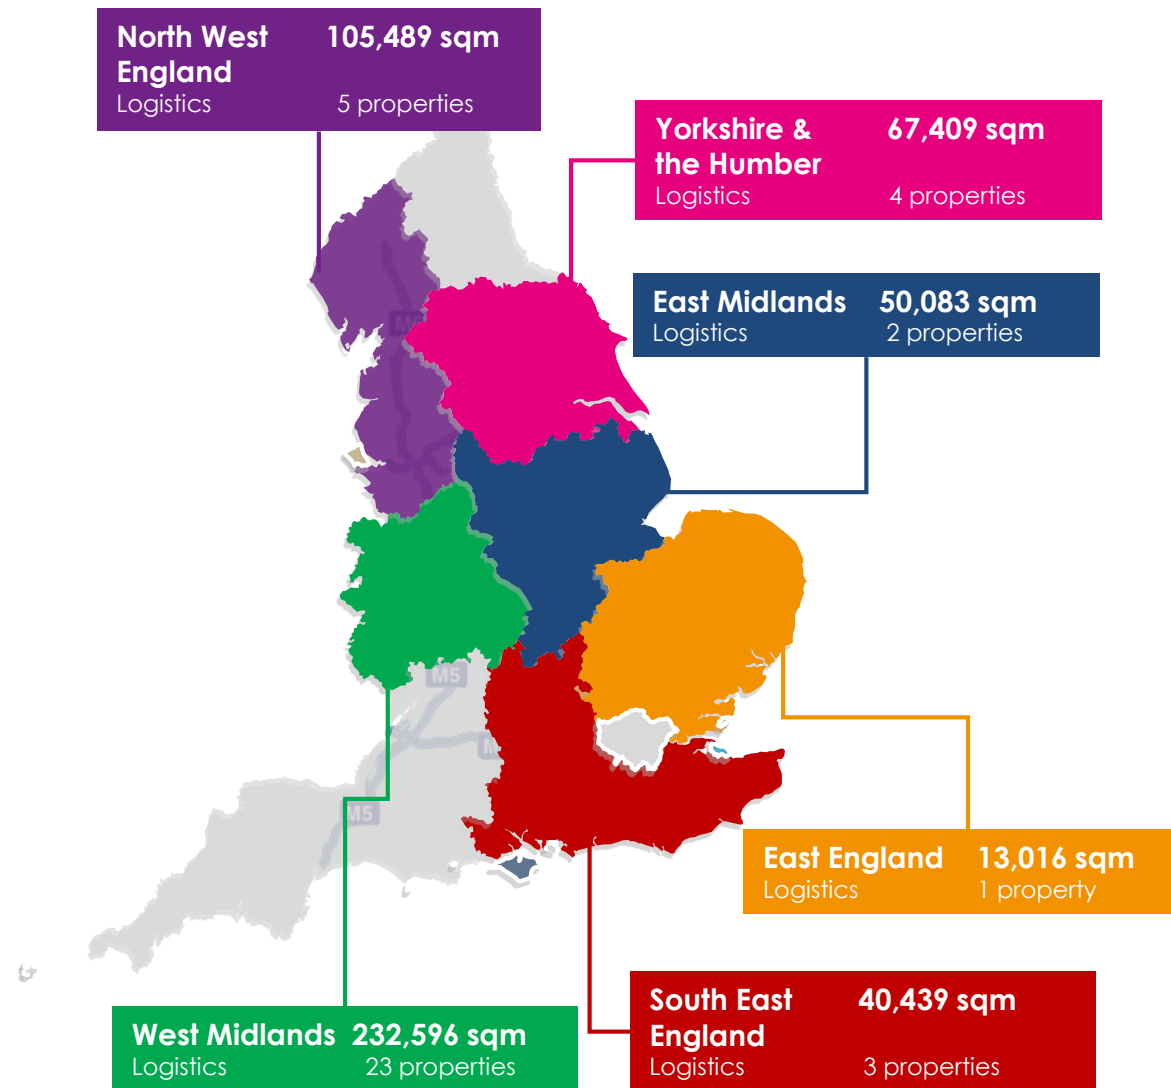 North West 105,489 sqm
England
Logistics 5 properties
Yorkshire & 67,409 sqm
the Humber
Logistics 4 properties
East Midlands 50,083 sqm
Logistics 2 properties
M6
M5
M5
East England 13,016 sqm
Logistics 1 property
South East 40,439 sqm
England
Logistics 3 properties
West Midlands 232,596 sqm
Logistics 23 properties